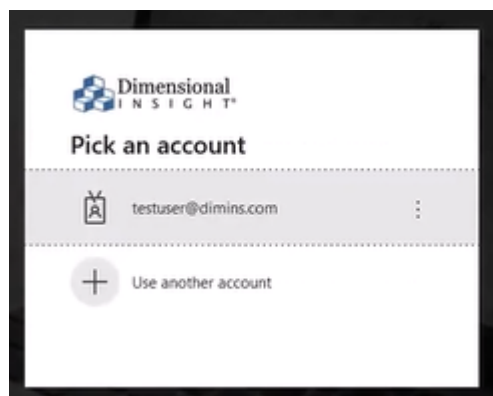 Dimensional
INSIGHT®
Pick an account
testuser@dimins.com
Use another account